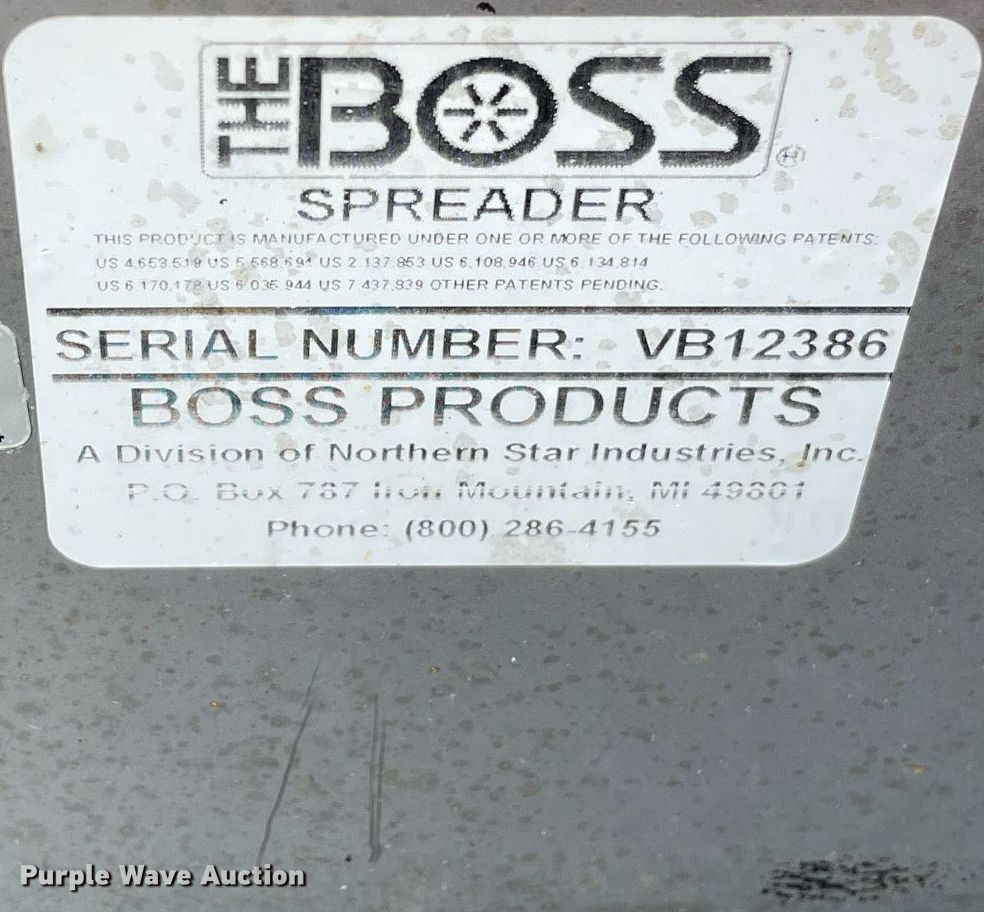 THE BOSS
SPREADER
THIS PRODUCT IS MANUFACTURED UNDER ONE OR MORE OF THE FOLLOWING PATENTS:
US 4,653,519 US 5,568,694 US 2,137,853 US 6,108,946 US 6,134,814
US 6,170,178 US 6,035,944 US 7,437,839 OTHER PATENTS PENDING.
SERIAL NUMBER: VB12386
BOSS PRODUCTS
A Division of Northern Star Industries, Inc.
P.O. Box 787 Iron Mountain, MI 49801
Phone: (800) 286-4155
Purple Wave Auction